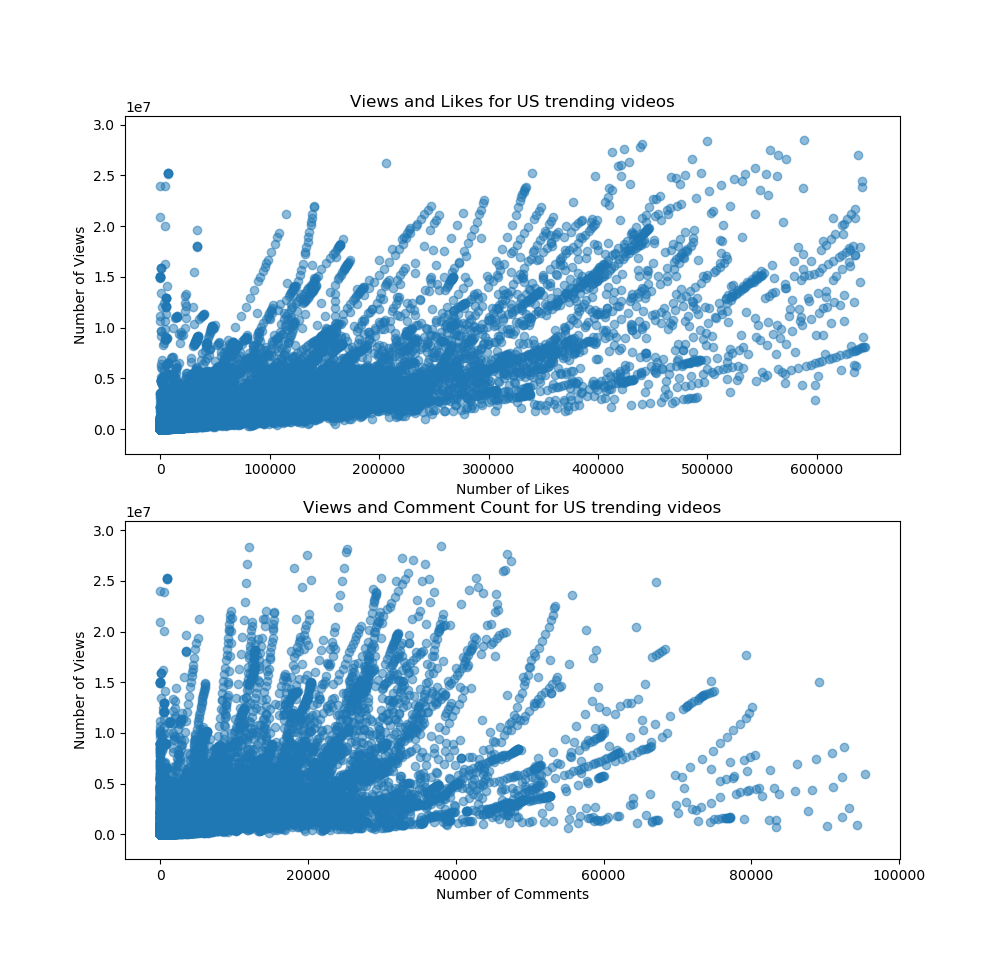 Views and Likes for US trending videos
1e7
3.0
2.5
2.0
1.5
1.0
0.5
0.0
Number of Views
0 100000 200000 300000 400000 500000 600000
Number of Likes
Views and Comment Count for US trending videos
1e7
3.0
2.5
2.0
1.5
1.0
0.5
0.0
Number of Views
0 20000 40000 60000 80000 100000
Number of Comments